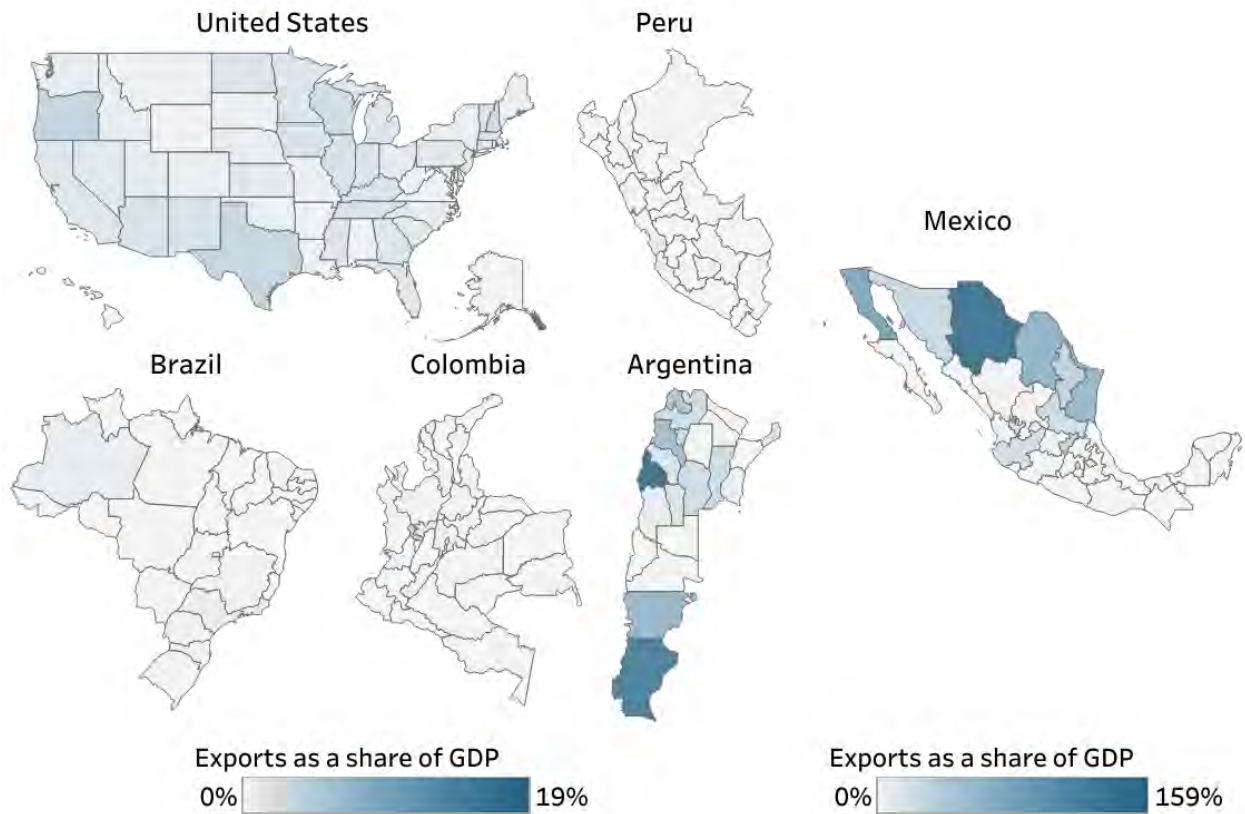 United States
Peru
Mexico
Brazil
Colombia
Argentina
Exports as a share of GDP
0%
19%
Exports as a share of GDP
0%
159%